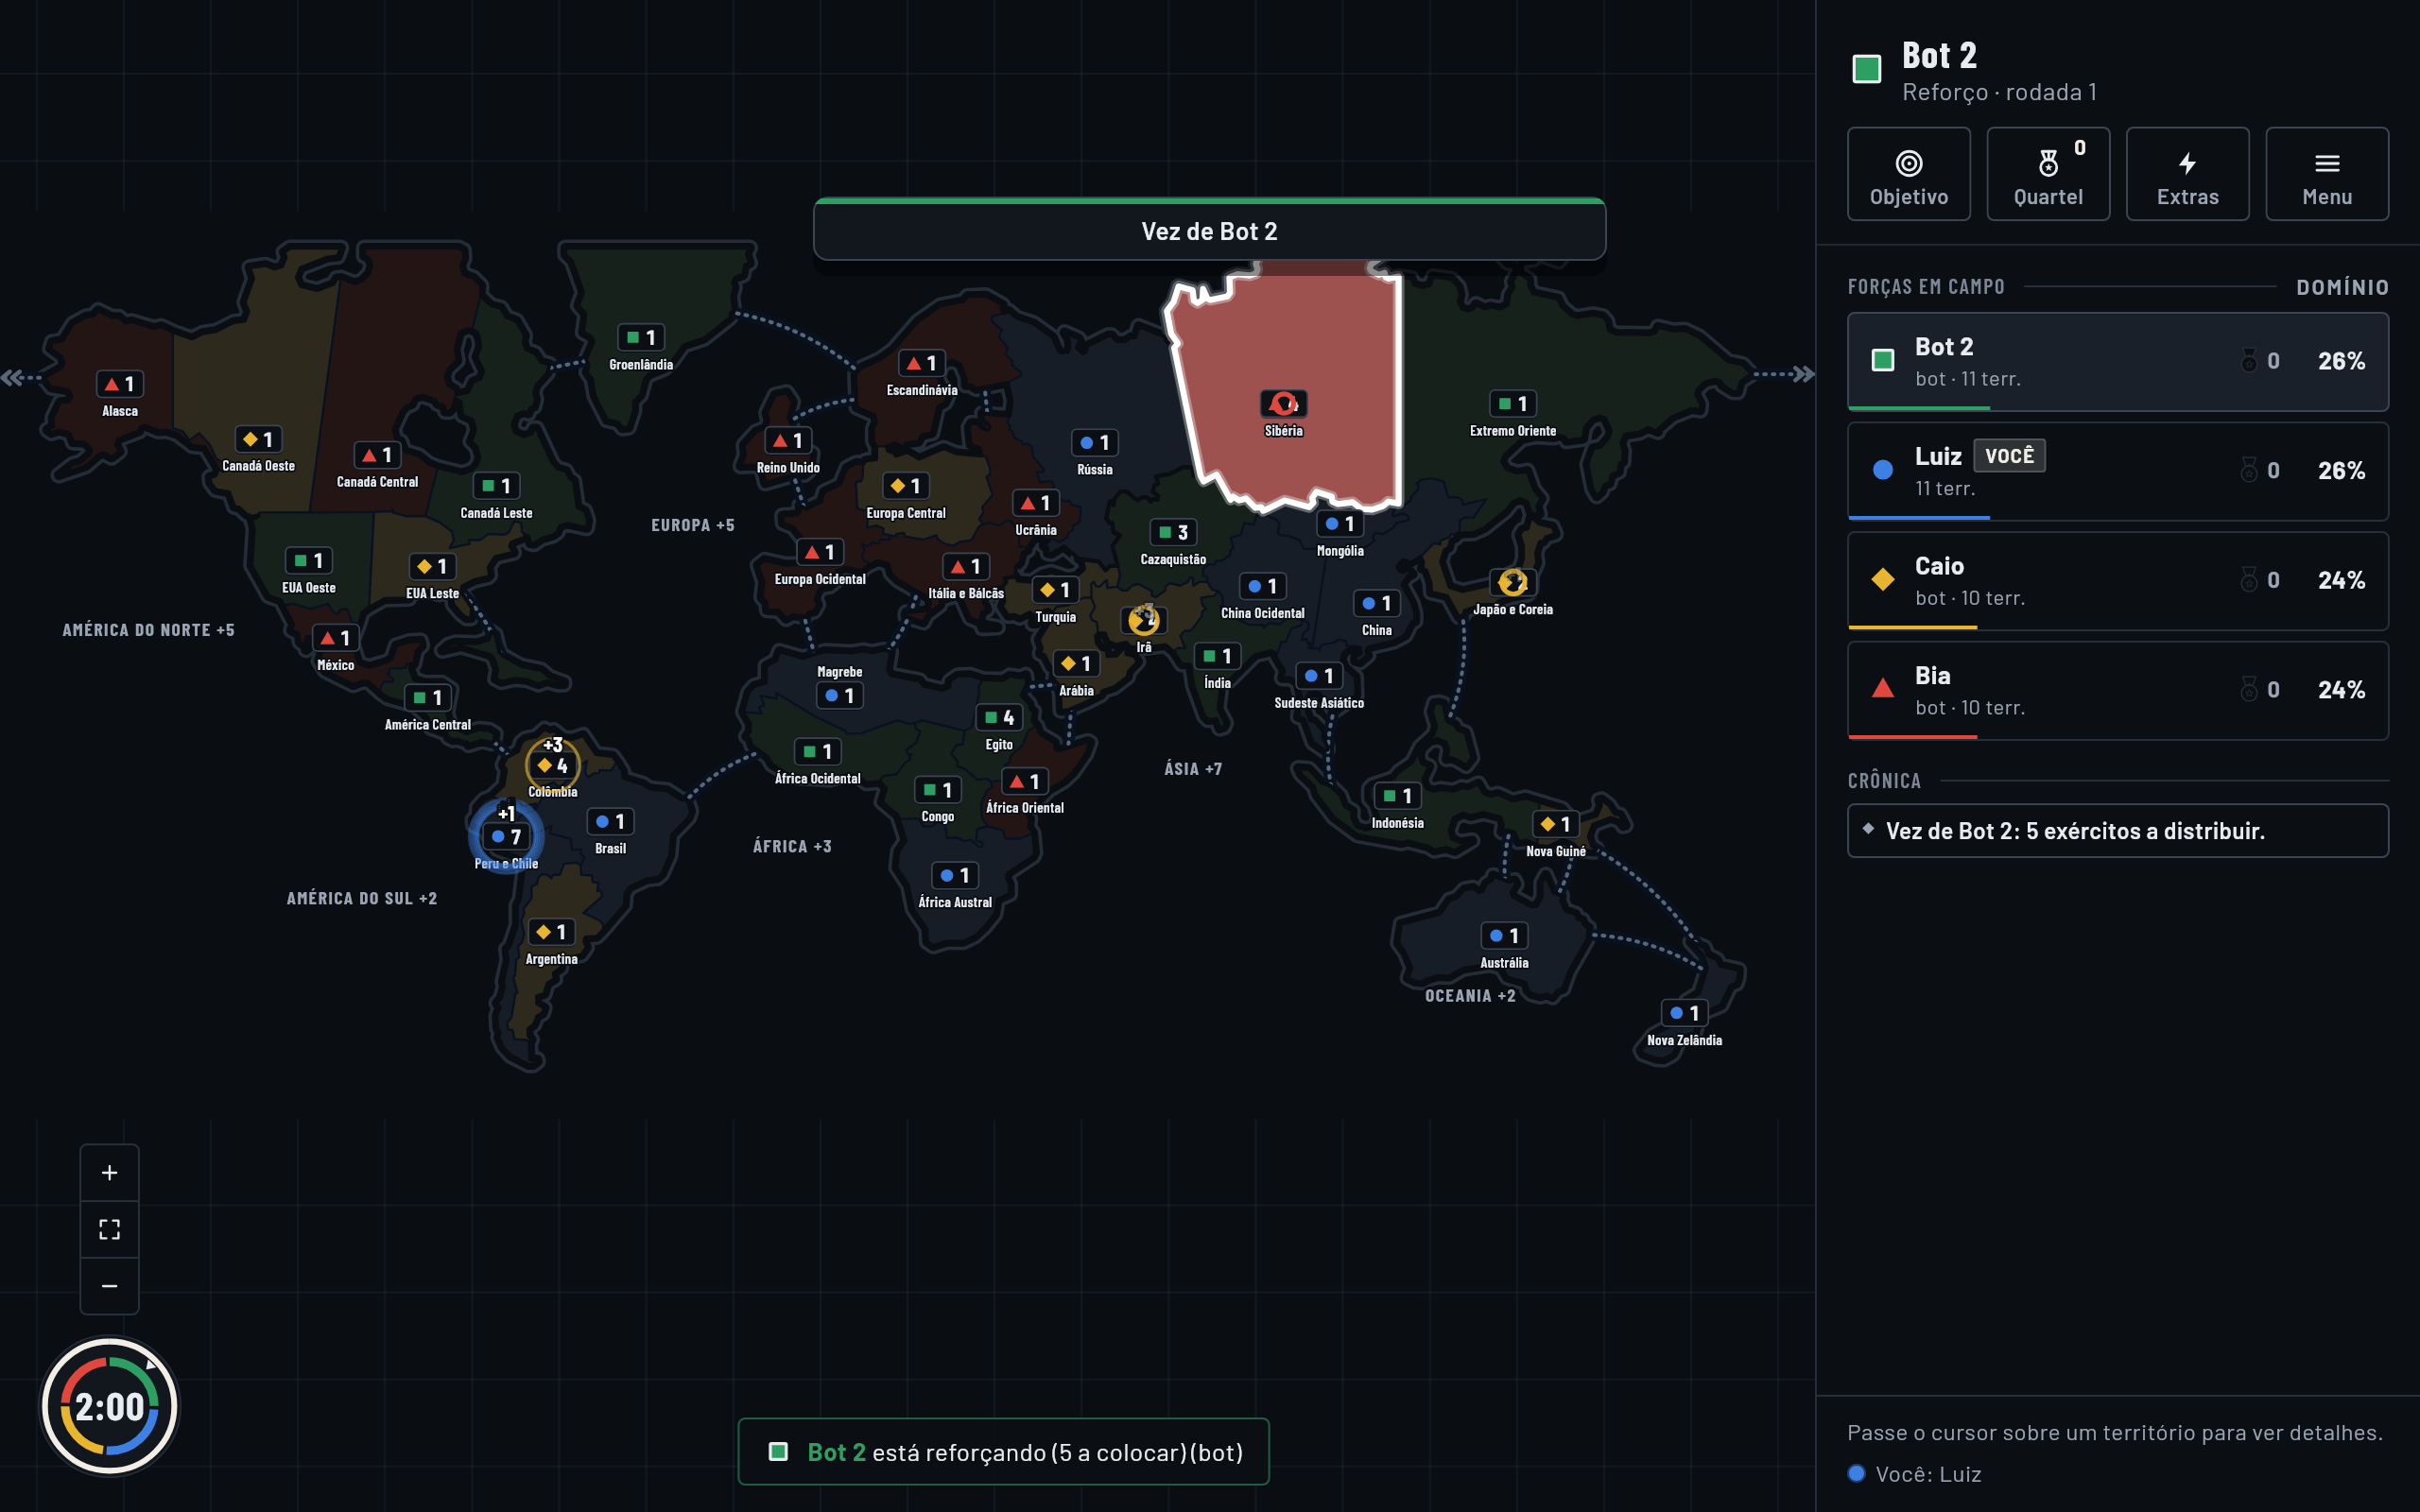 Bot 2
Reforço · rodada 1
Objetivo
0
Quartel
Extras
Menu
Vez de Bot 2
FORÇAS EM CAMPO
DOMÍNIO
Bot 2
bot · 11 terr.
0
26%
Luiz VOCÊ
11 terr.
0
26%
Caio
bot · 10 terr.
0
24%
Bia
bot · 10 terr.
0
24%
CRÔNICA
Vez de Bot 2: 5 exércitos a distribuir.
1
Groenlândia
1
Escandinávia
1
Alasca
1
Canadá Oeste
1
Canadá Central
1
Canadá Leste
1
Reino Unido
1
Rússia
Sibéria
1
Extremo Oriente
1
Europa Central
1
Ucrânia
EUROPA +5
1
EUA Oeste
1
EUA Leste
1
Europa Ocidental
1
Itália e Bálcãs
3
Cazaquistão
1
Mongólia
1
Turquia
Irã
1
China Ocidental
1
China
Japão e Coreia
AMÉRICA DO NORTE +5
1
México
1
América Central
Magrebe
1
1
Arábia
1
Índia
1
Sudeste Asiático
4
Egito
+3
4
Colômbia
1
África Ocidental
ÁSIA +7
1
Congo
1
África Oriental
1
Indonésia
1
Nova Guiné
+1
7
Peru e Chile
1
Brasil
ÁFRICA +3
AMÉRICA DO SUL +2
1
África Austral
1
Argentina
1
Austrália
OCEANIA +2
1
Nova Zelândia
+
−
2:00
Bot 2 está reforçando (5 a colocar) (bot)
Passe o cursor sobre um território para ver detalhes.
Você: Luiz